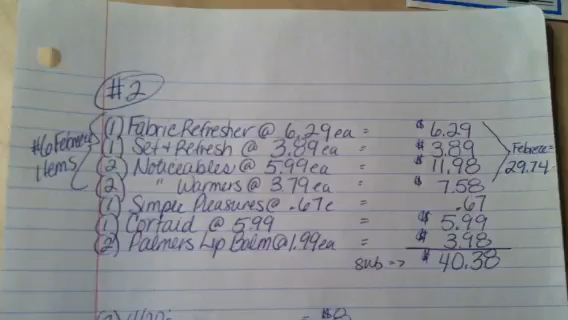 #2
(1) Fabric Refresher @ 6.29 ea = $ 6.29
(1) Set & Refresh @ 3.89 ea = $ 3.89
(2) Noticeables @ 5.99 ea = $ 11.98
(2) " Warmers @ 3.79 ea = $ 7.58
(1) Simple Pleasures @ .67 = .67
(1) Cortaid @ 5.99 = $ 5.99
(2) Palmers Lip Balm @ 1.99 ea = $ 3.98
sub => $ 40.38
#6 Febreze
items
Febreze =
29.74